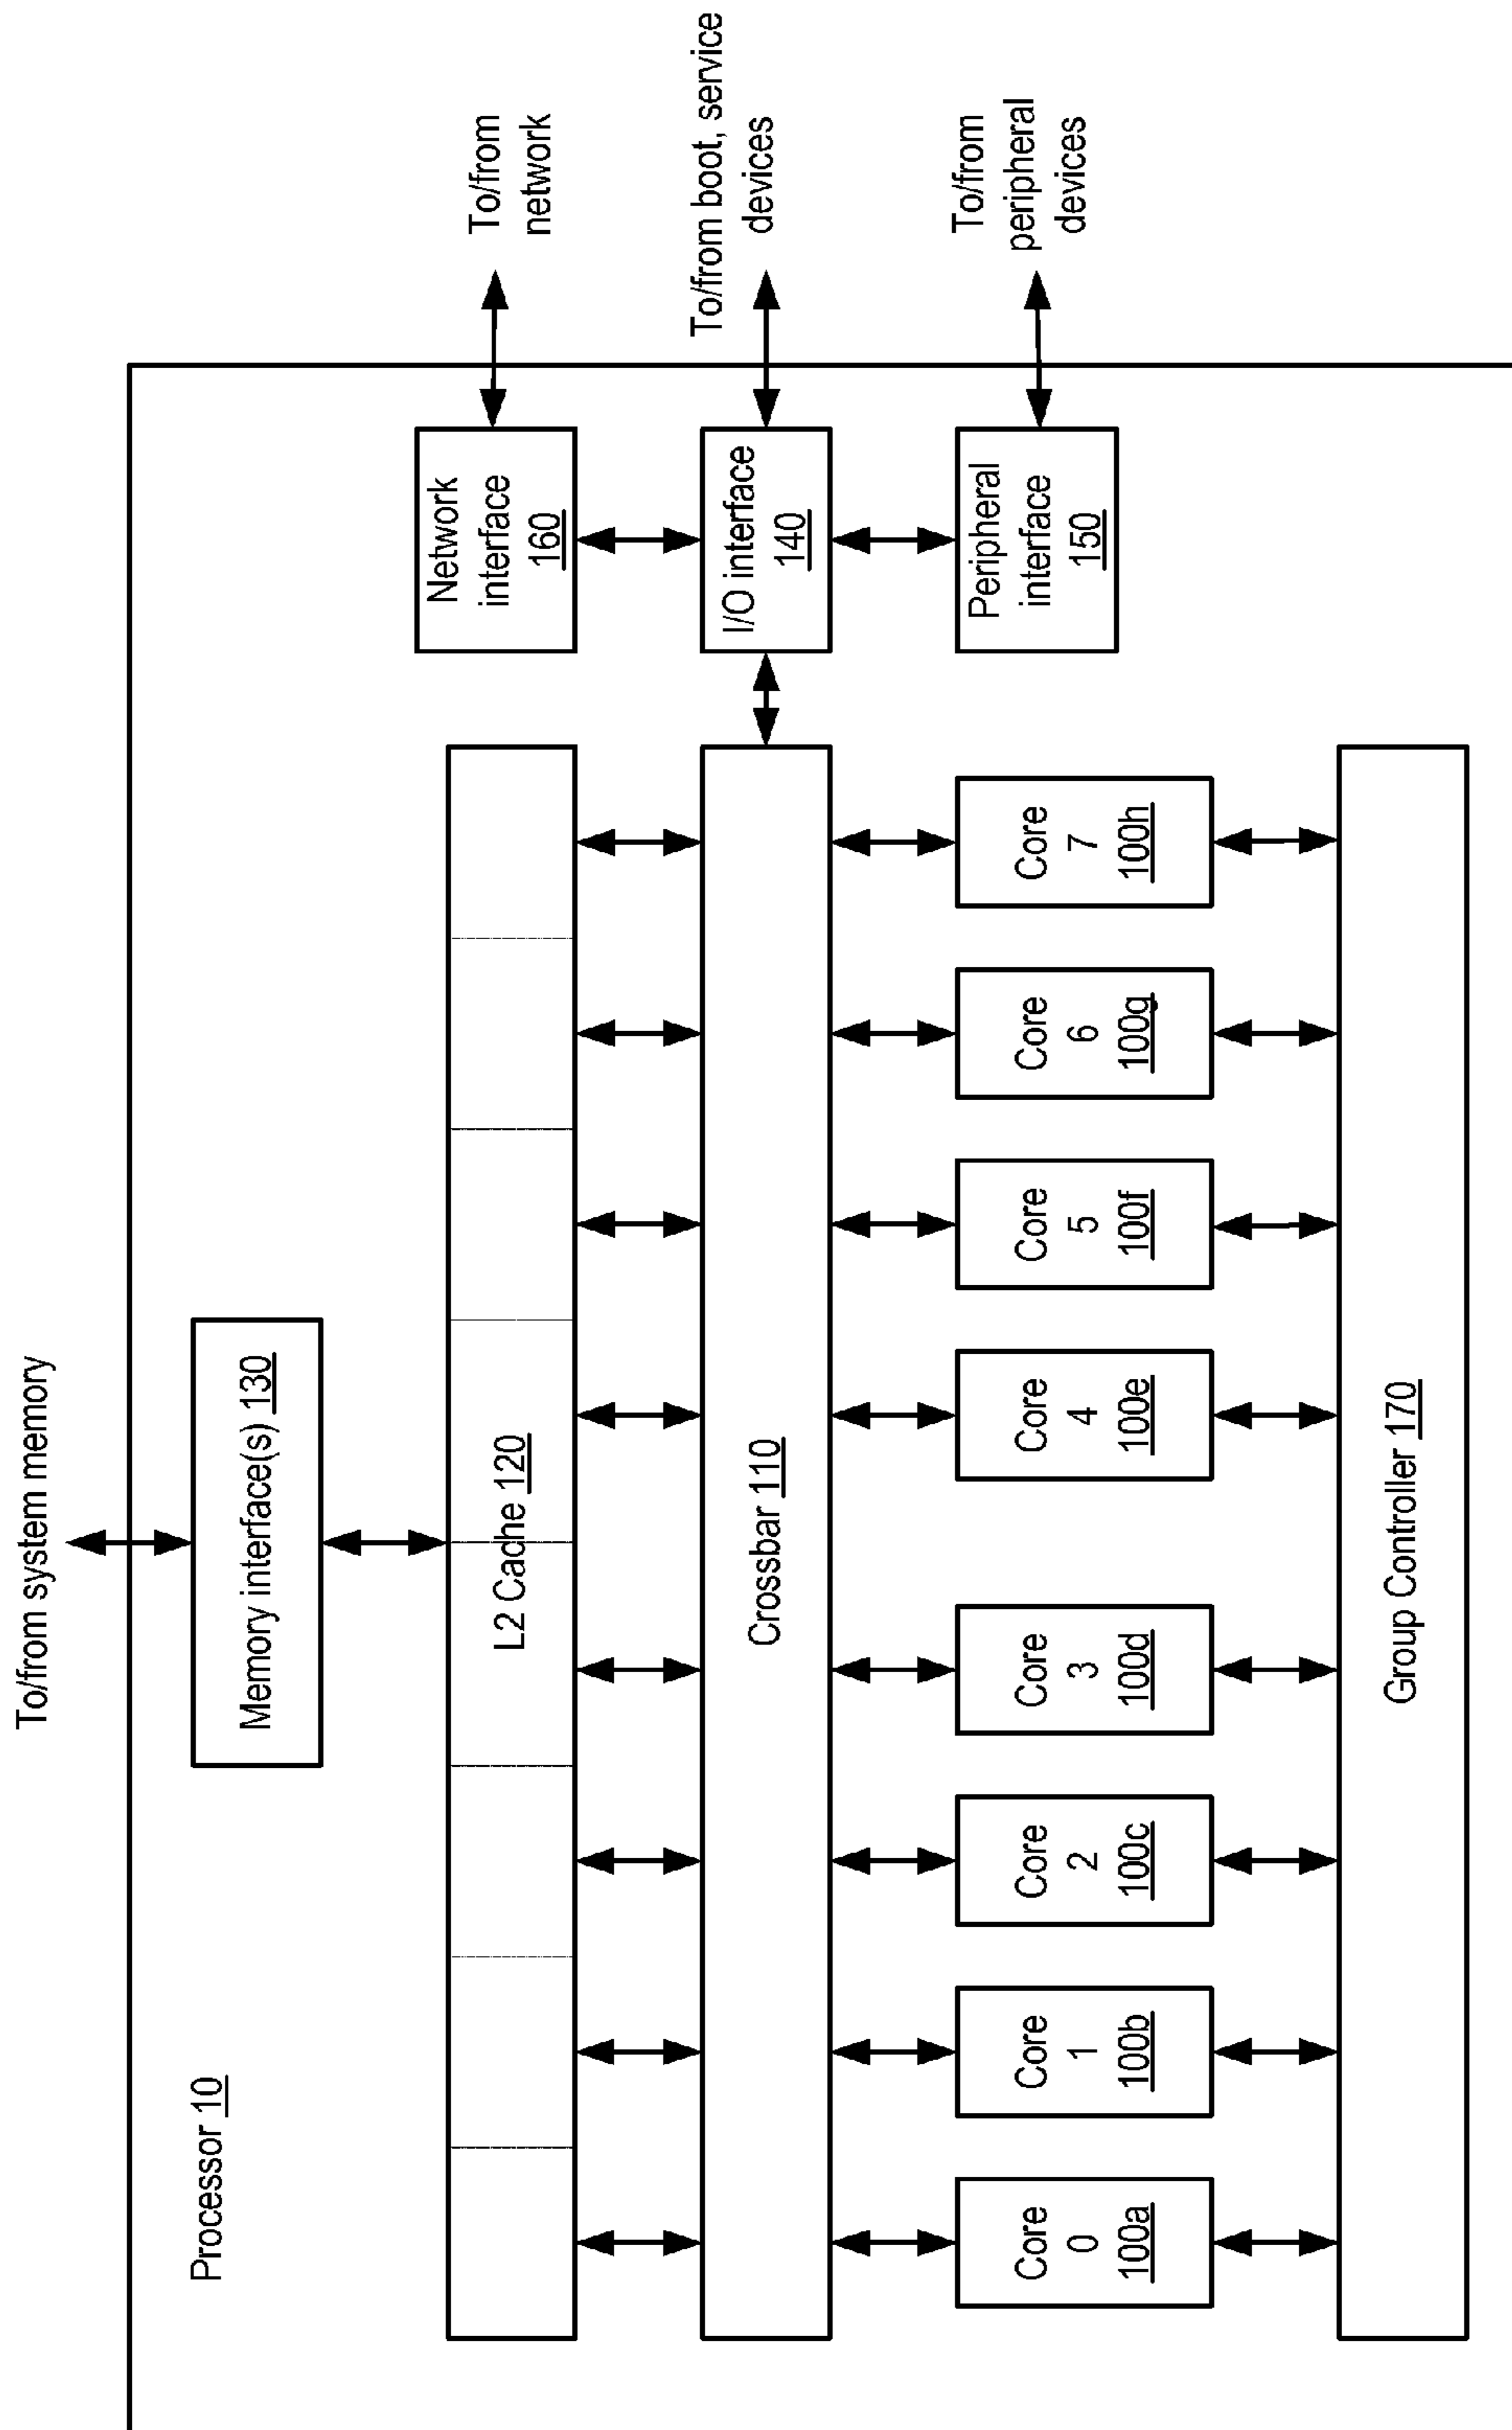 To/from system memory
Processor 10
Memory interface(s) 130
L2 Cache 120
Crossbar 110
Core
0
100a
Core
1
100b
Core
2
100c
Core
3
100d
Core
4
100e
Core
5
100f
Core
6
100g
Core
7
100h
Group Controller 170
Network
interface
160
I/O interface
140
Peripheral
interface
150
To/from
network
To/from boot, service
devices
To/from
peripheral
devices